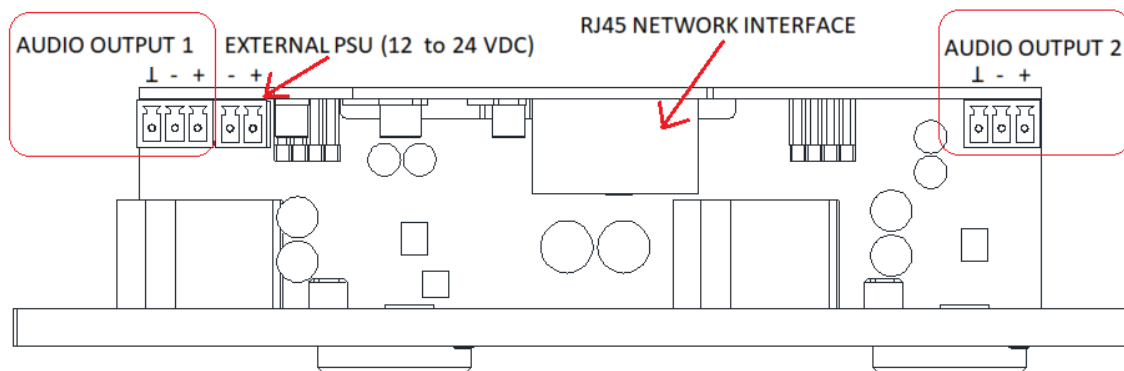 RJ45 NETWORK INTERFACE
AUDIO OUTPUT 1
EXTERNAL PSU (12 to 24 VDC)
AUDIO OUTPUT 2
⊥ - +
- +
⊥ - +